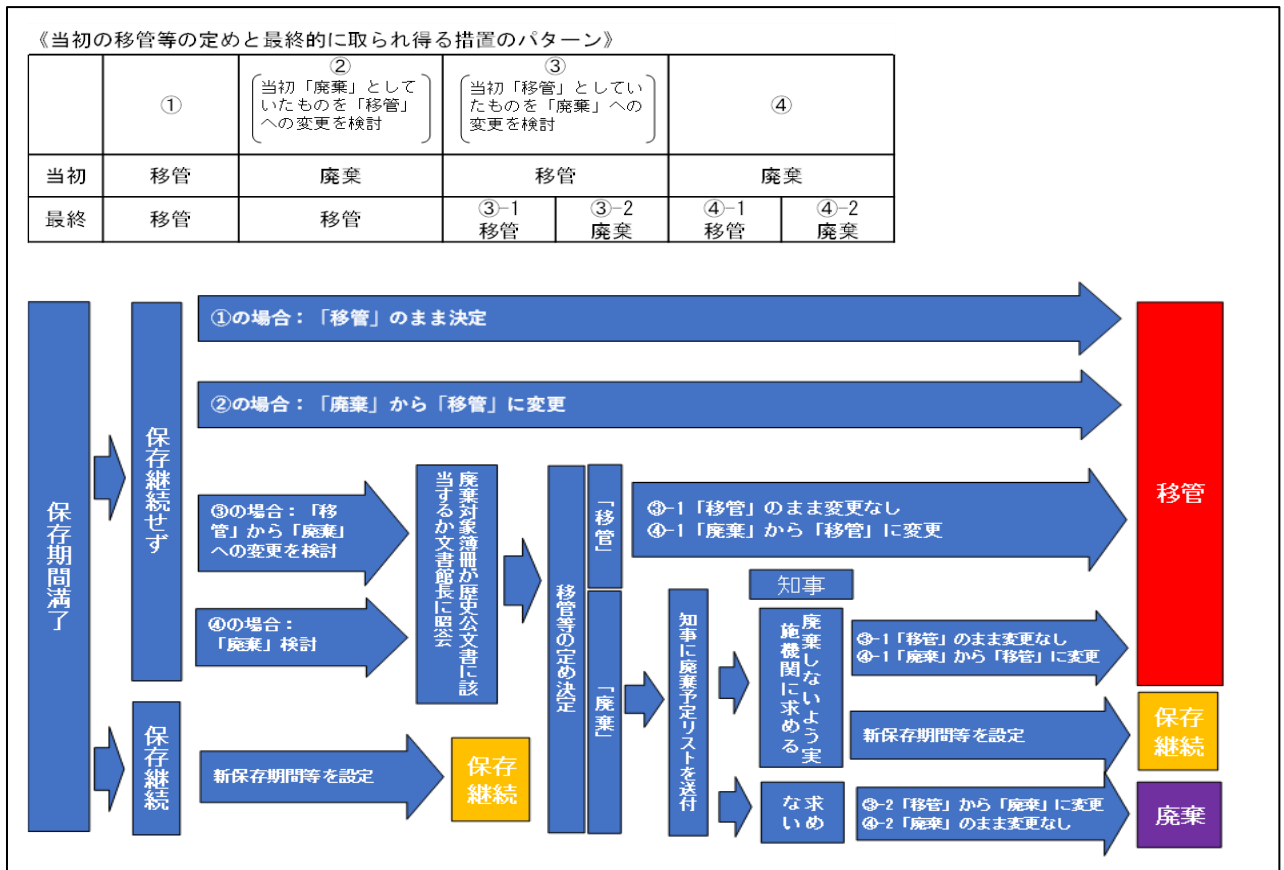 《当初の移管等の定めと最終的に取られ得る措置のパターン》
①
②
当初「廃棄」として
いたものを「移管」
への変更を検討
③
当初「移管」としてい
たものを「廃棄」への
変更を検討
④
当初
移管
廃棄
移管
廃棄
最終
移管
移管
③-1
移管
③-2
廃棄
④-1
移管
④-2
廃棄
保存期間満了
保存継続せず
①の場合：「移管」のまま決定
②の場合：「廃棄」から「移管」に変更
③の場合：「移
管」から「廃棄」
への変更を検討
④の場合：
「廃棄」検討
廃棄対象簿冊が歴史公文書に該
当するか文書館長に照会
移管等の定め決定
「移管」
③-1「移管」のまま変更なし
④-1「廃棄」から「移管」に変更
移管
「廃棄」
知事に廃棄予定リストを送付
知事
廃棄しないよう実
施機関に求める
③-1「移管」のまま変更なし
④-1「廃棄」から「移管」に変更
新保存期間等を設定
保存
継続
求め
ない
③-2「移管」から「廃棄」に変更
④-2「廃棄」のまま変更なし
廃棄
保存継続
新保存期間等を設定
保存
継続